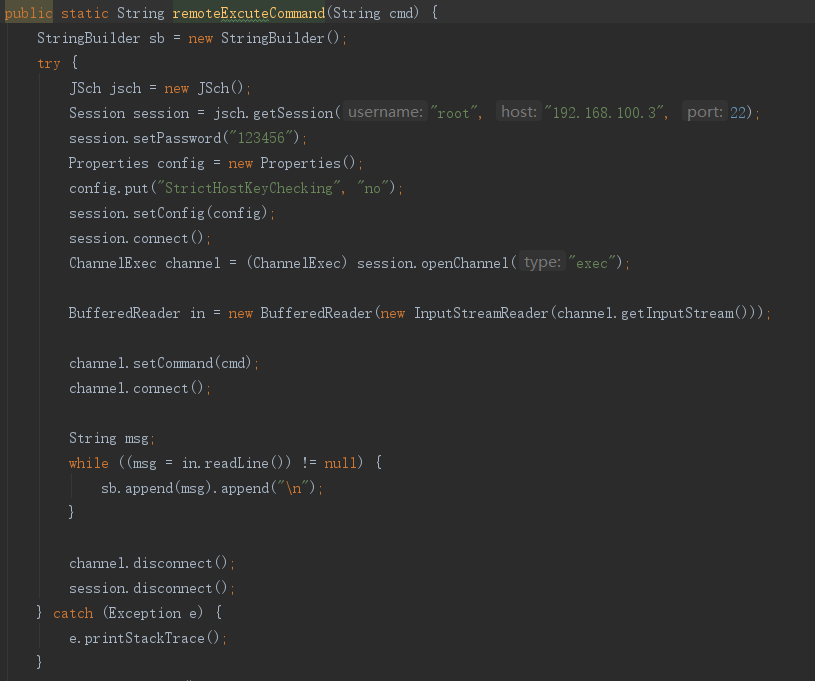 public static String remoteExcuteCommand(String cmd) {
StringBuilder sb = new StringBuilder();
try {
JSch jsch = new JSch();
Session session = jsch.getSession( username: "root", host: "192.168.100.3", port: 22);
session.setPassword("123456");
Properties config = new Properties();
config.put("StrictHostKeyChecking", "no");
session.setConfig(config);
session.connect();
ChannelExec channel = (ChannelExec) session.openChannel( type: "exec");
BufferedReader in = new BufferedReader(new InputStreamReader(channel.getInputStream()));
channel.setCommand(cmd);
channel.connect();
String msg;
while ((msg = in.readLine()) != null) {
sb.append(msg).append("\n");
}
channel.disconnect();
session.disconnect();
} catch (Exception e) {
e.printStackTrace();
}